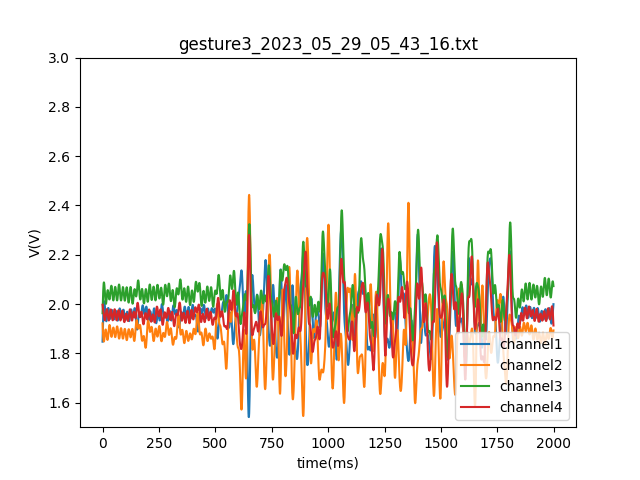 gesture3_2023_05_29_05_43_16.txt
3.0
2.8
2.6
2.4
2.2
2.0
1.8
1.6
V(V)
channel1
channel2
channel3
channel4
0 250 500 750 1000 1250 1500 1750 2000
time(ms)